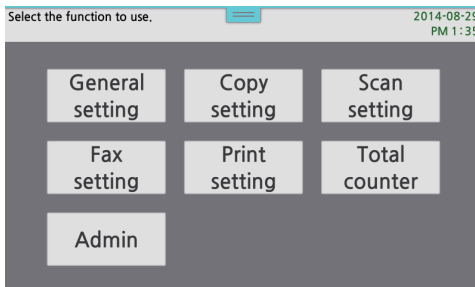 Select the function to use.
2014-08-29
PM 1:35
General
setting
Copy
setting
Scan
setting
Fax
setting
Print
setting
Total
counter
Admin